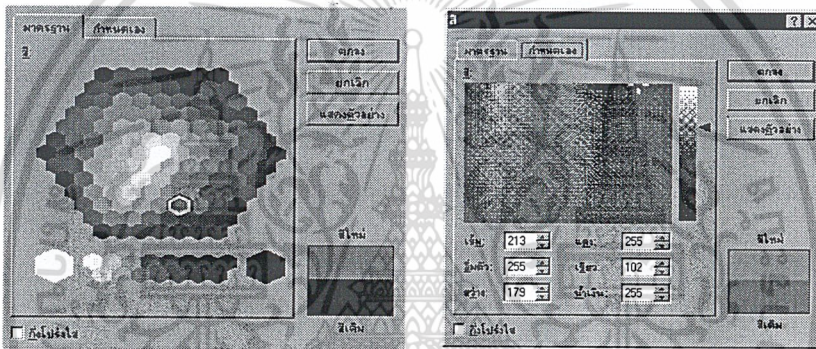 มาตรฐาน กำหนดเอง
สี:
ตกลง
ยกเลิก
แสดงตัวอย่าง
สีใหม่
สีเดิม
กึ่งโปร่งใส
สี
มาตรฐาน กำหนดเอง
สี:
ตกลง
ยกเลิก
แสดงตัวอย่าง
เข้ม: 213 แดง: 255
อิ่มตัว: 255 เขียว: 102
สว่าง: 179 น้ำเงิน: 255
สีใหม่
สีเดิม
กึ่งโปร่งใส